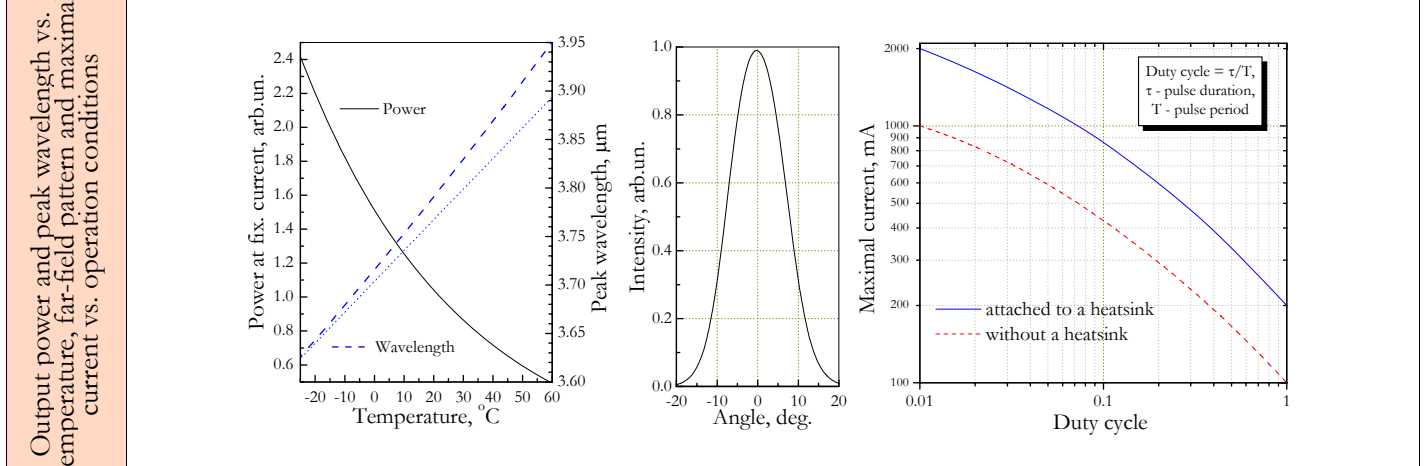 Output power and peak wavelength vs.
emperature, far-field pattern and maxima
current vs. operation conditions
Power at fix. current, arb.un.
2.4
2.2
2.0
1.8
1.6
1.4
1.2
1.0
0.8
0.6
Power
Wavelength
-20 -10 0 10 20 30 40 50 60
Temperature, °C
3.95
3.90
3.85
3.80
3.75
3.70
3.65
3.60
Peak wavelength, μm
Intensity, arb.un.
1.0
0.8
0.6
0.4
0.2
0.0
-20 -10 0 10 20
Angle, deg.
Maximal current, mA
2000
1000
900
800
700
600
500
400
300
200
100
Duty cycle = τ/T,
τ - pulse duration,
T - pulse period
attached to a heatsink
without a heatsink
0.01 0.1 1
Duty cycle